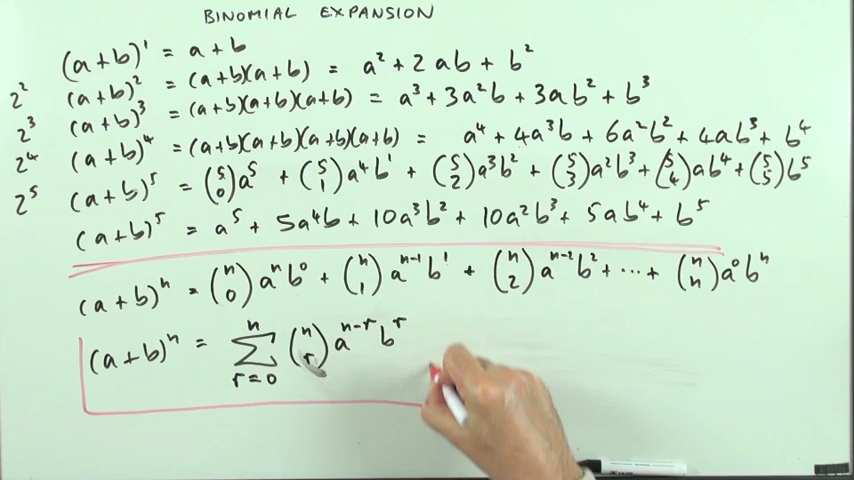 BINOMIAL EXPANSION
(a+b)¹ = a+b
2² (a+b)² = (a+b)(a+b) = a² + 2ab + b²
2³ (a+b)³ = (a+b)(a+b)(a+b) = a³ + 3a²b + 3ab² + b³
2⁴ (a+b)⁴ = (a+b)(a+b)(a+b)(a+b) = a⁴ + 4a³b + 6a²b² + 4ab³ + b⁴
2⁵ (a+b)⁵ = (5 0)a⁵ + (5 1)a⁴b¹ + (5 2)a³b² + (5 3)a²b³ + (5 4)ab⁴ + (5 5)b⁵
(a+b)⁵ = a⁵ + 5a⁴b + 10a³b² + 10a²b³ + 5ab⁴ + b⁵
(a+b)ⁿ = (n 0)aⁿb⁰ + (n 1)aⁿ⁻¹b¹ + (n 2)aⁿ⁻²b² + ... + (n n)a⁰bⁿ
(a+b)ⁿ = ∑ⁿᵣ₌₀ (n r)aⁿ⁻ʳbʳ